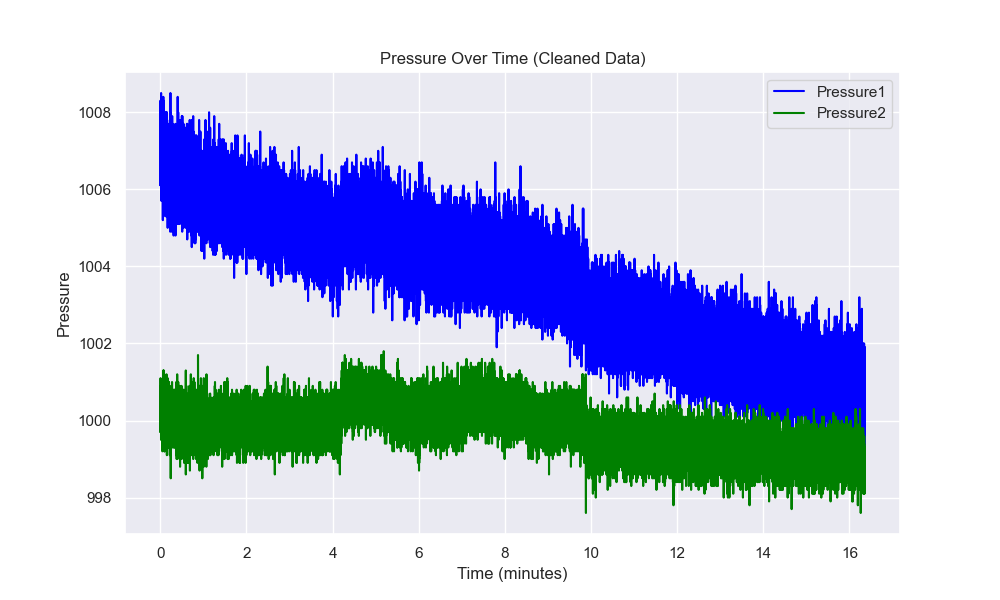 Pressure Over Time (Cleaned Data)
Pressure1
Pressure2
Pressure
1008
1006
1004
1002
1000
998
0 2 4 6 8 10 12 14 16
Time (minutes)